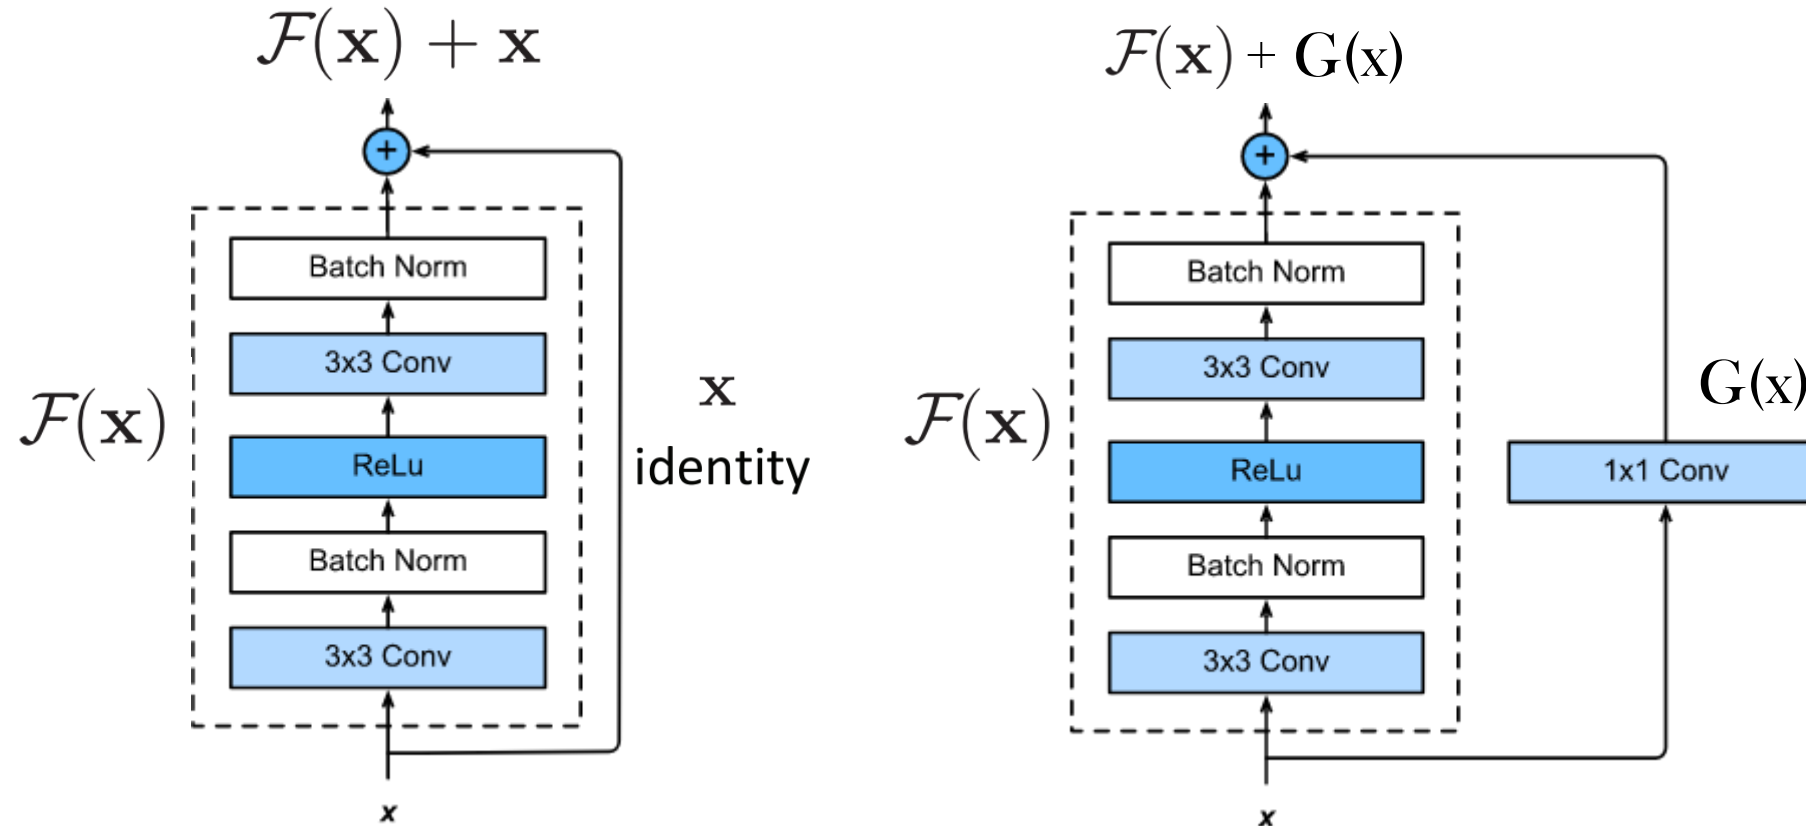 F(x) + x
Batch Norm
3x3 Conv
ReLu
Batch Norm
3x3 Conv
F(x)
x
identity
x
F(x) + G(x)
Batch Norm
3x3 Conv
ReLu
Batch Norm
3x3 Conv
F(x)
G(x)
1x1 Conv
x